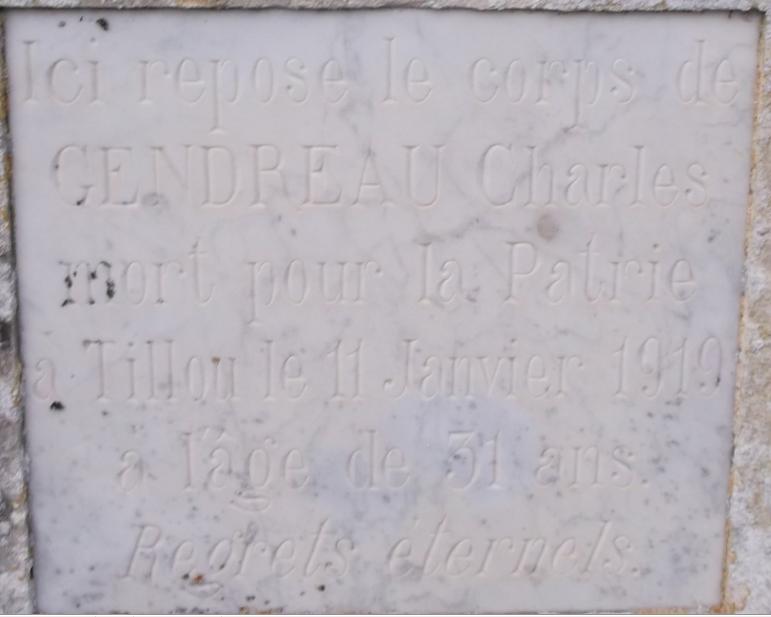 Ici repose le corps de
GENDREAU Charles
mort pour la Patrie
à Tillou le 11 Janvier 1919
a l'âge de 31 ans.
Regrets éternels.